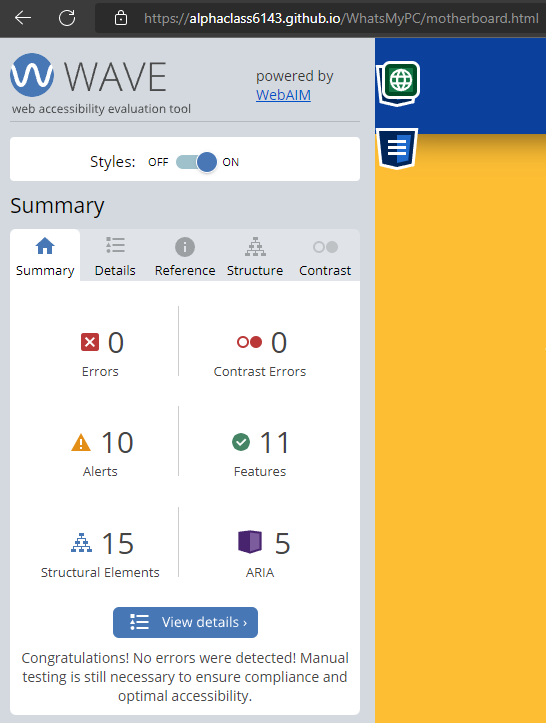 https://alphaclass6143.github.io/WhatsMyPC/motherboard.html
WAVE
web accessibility evaluation tool
powered by
WebAIM
Styles: OFF ON
Summary
Summary Details Reference Structure Contrast
0 0
Errors Contrast Errors
10 11
Alerts Features
15 5
Structural Elements ARIA
View details ›
Congratulations! No errors were detected! Manual
testing is still necessary to ensure compliance and
optimal accessibility.